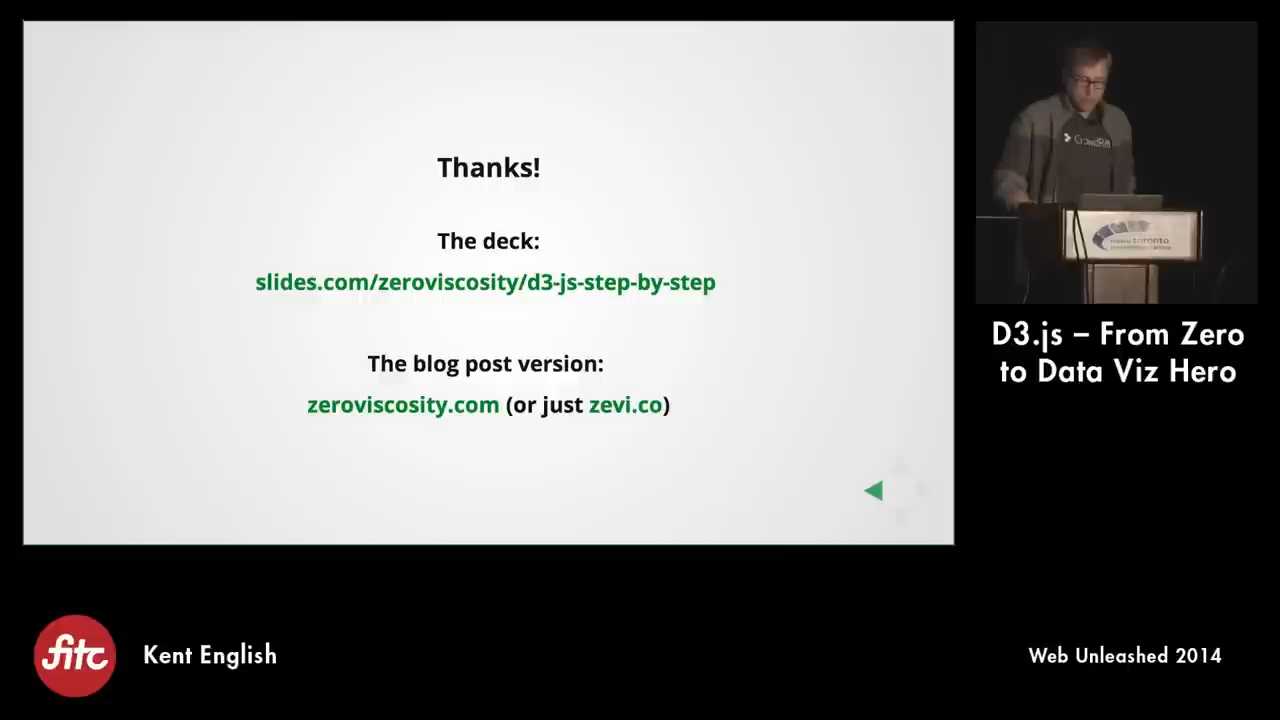 Thanks!
The deck:
slides.com/zeroviscosity/d3-js-step-by-step
The blog post version:
zeroviscosity.com (or just zevi.co)
D3.js – From Zero
to Data Viz Hero
fitc
Kent English
Web Unleashed 2014